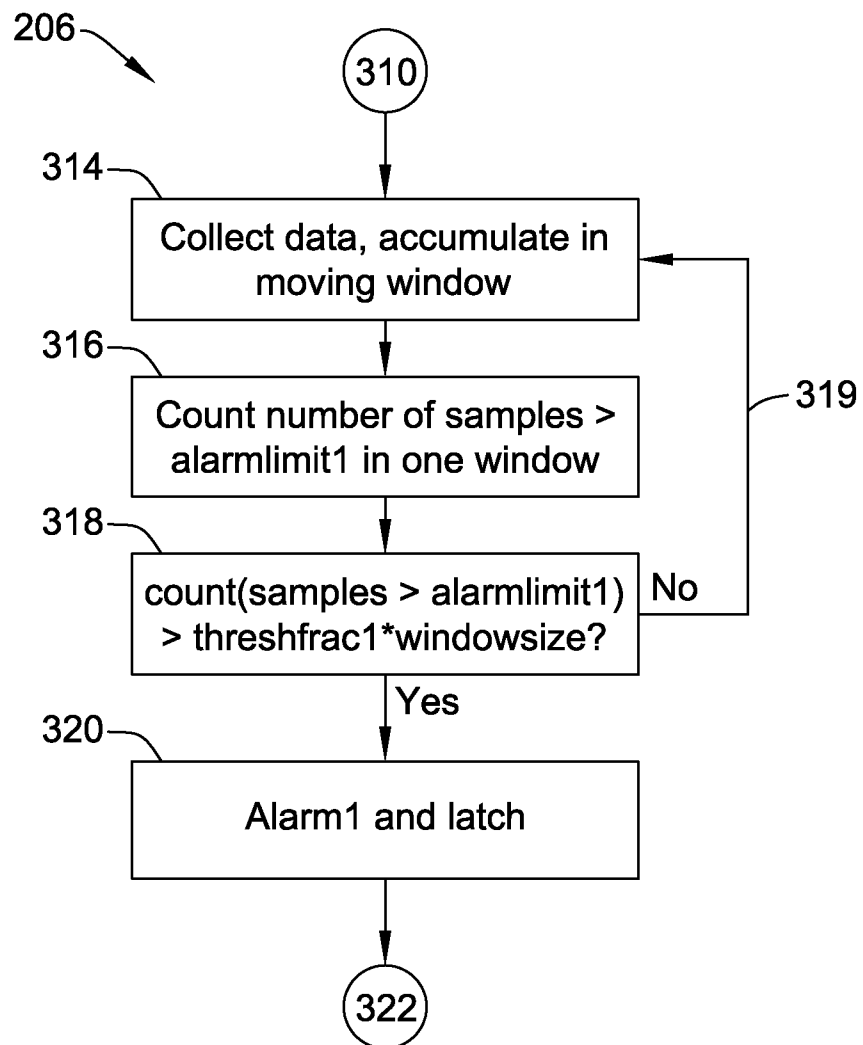 206
310
314
Collect data, accumulate in
moving window
316
Count number of samples >
alarmlimit1 in one window
319
318
count(samples > alarmlimit1)
> threshfrac1*windowsize?
No
Yes
320
Alarm1 and latch
322